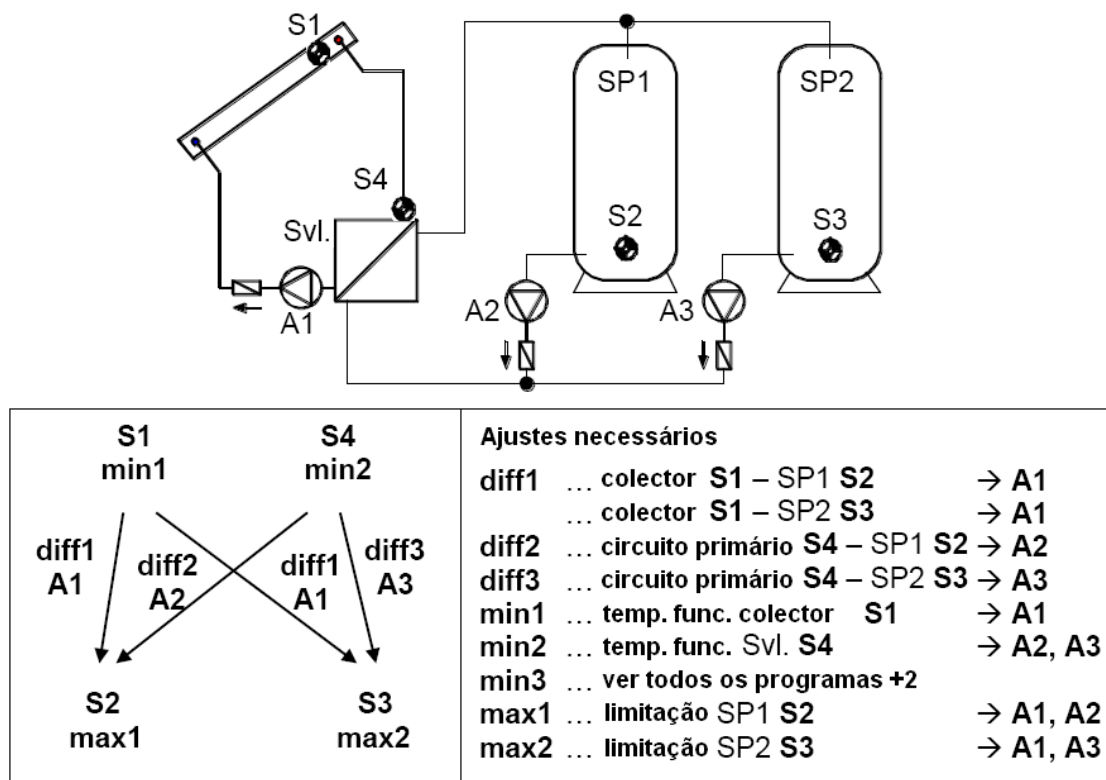 S1
SP1
SP2
S4
S2
S3
Svl.
A1
A2
A3
S1
min1
S4
min2
diff1
A1
diff2
A2
diff1
A1
diff3
A3
S2
max1
S3
max2
Ajustes necessários
diff1 ... colector S1 – SP1 S2 → A1
... colector S1 – SP2 S3 → A1
diff2 ... circuito primário S4 – SP1 S2 → A2
diff3 ... circuito primário S4 – SP2 S3 → A3
min1 ... temp. func. colector S1 → A1
min2 ... temp. func. Svl. S4 → A2, A3
min3 ... ver todos os programas +2
max1 ... limitação SP1 S2 → A1, A2
max2 ... limitação SP2 S3 → A1, A3